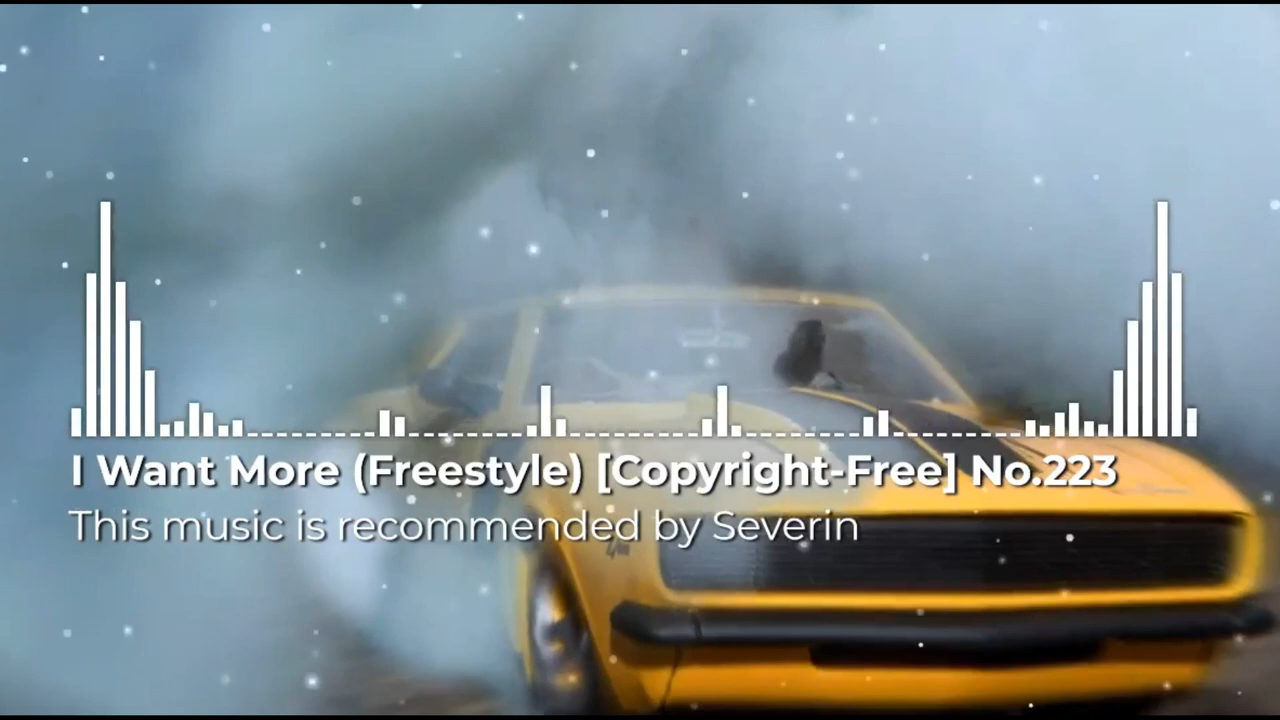 I Want More (Freestyle) [Copyright-Free] No.223
This music is recommended by Severin